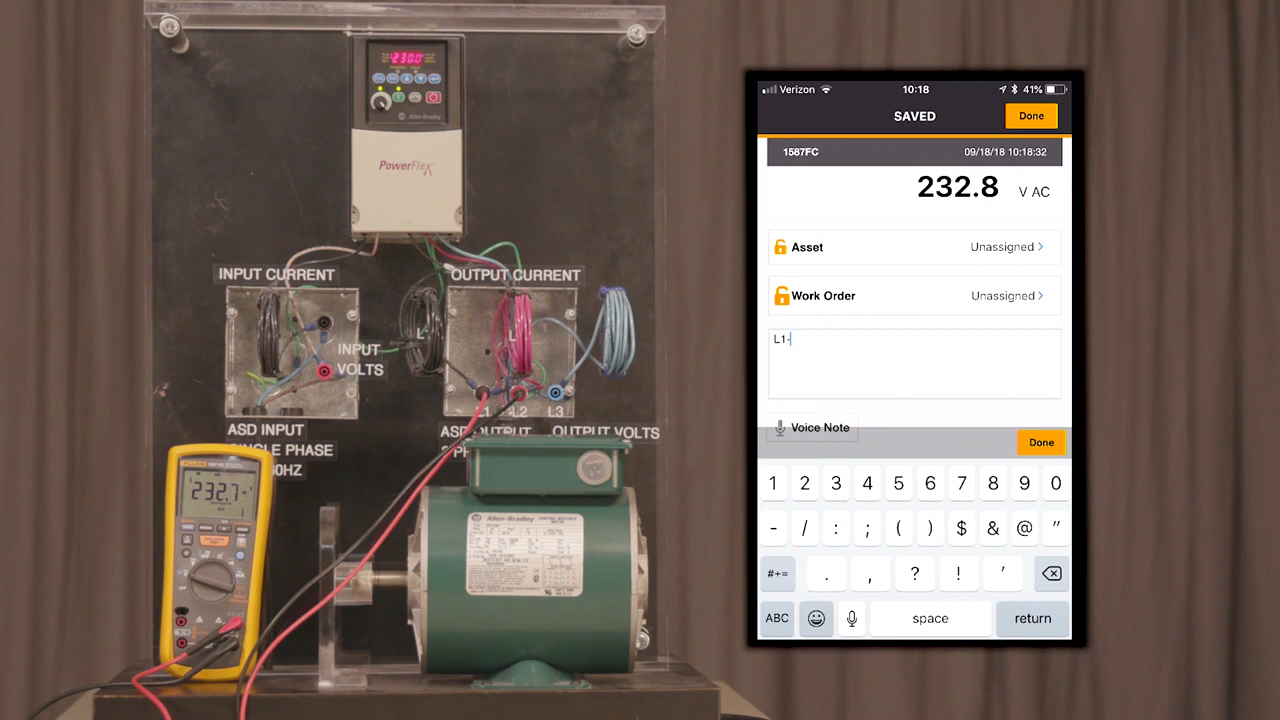 230.0
Allen-Bradley
PowerFlex
INPUT CURRENT
OUTPUT CURRENT
L
L
INPUT
VOLTS
L1
L2
L3
ASD INPUT
ASD OUTPUT
OUTPUT VOLTS
SINGLE PHASE
60HZ
FLUKE
232.7
Allen-Bradley
Verizon
10:18
41%
SAVED
Done
1587FC
09/18/18 10:18:32
232.8 V AC
Asset
Unassigned >
Work Order
Unassigned >
L1-
Voice Note
Done
1 2 3 4 5 6 7 8 9 0
- / : ; ( ) $ & @ "
#+= . , ? ! '
ABC space return